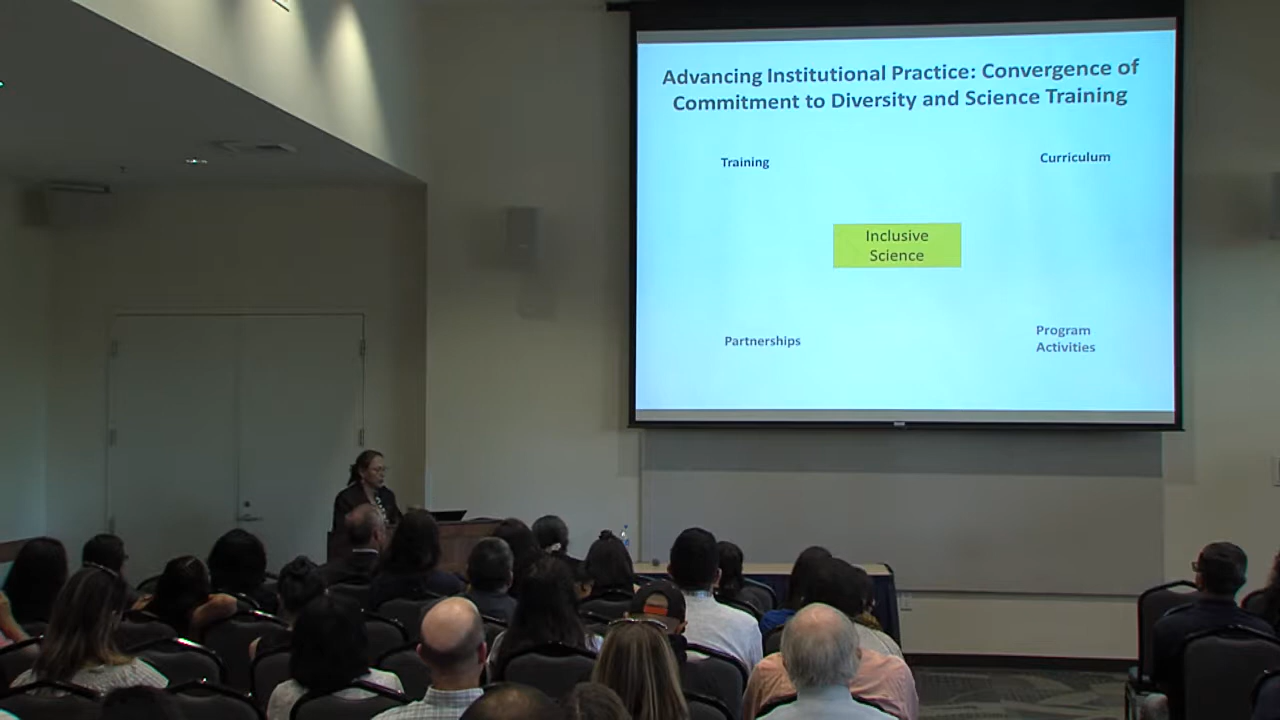 Advancing Institutional Practice: Convergence of
Commitment to Diversity and Science Training
Training
Curriculum
Inclusive
Science
Partnerships
Program
Activities